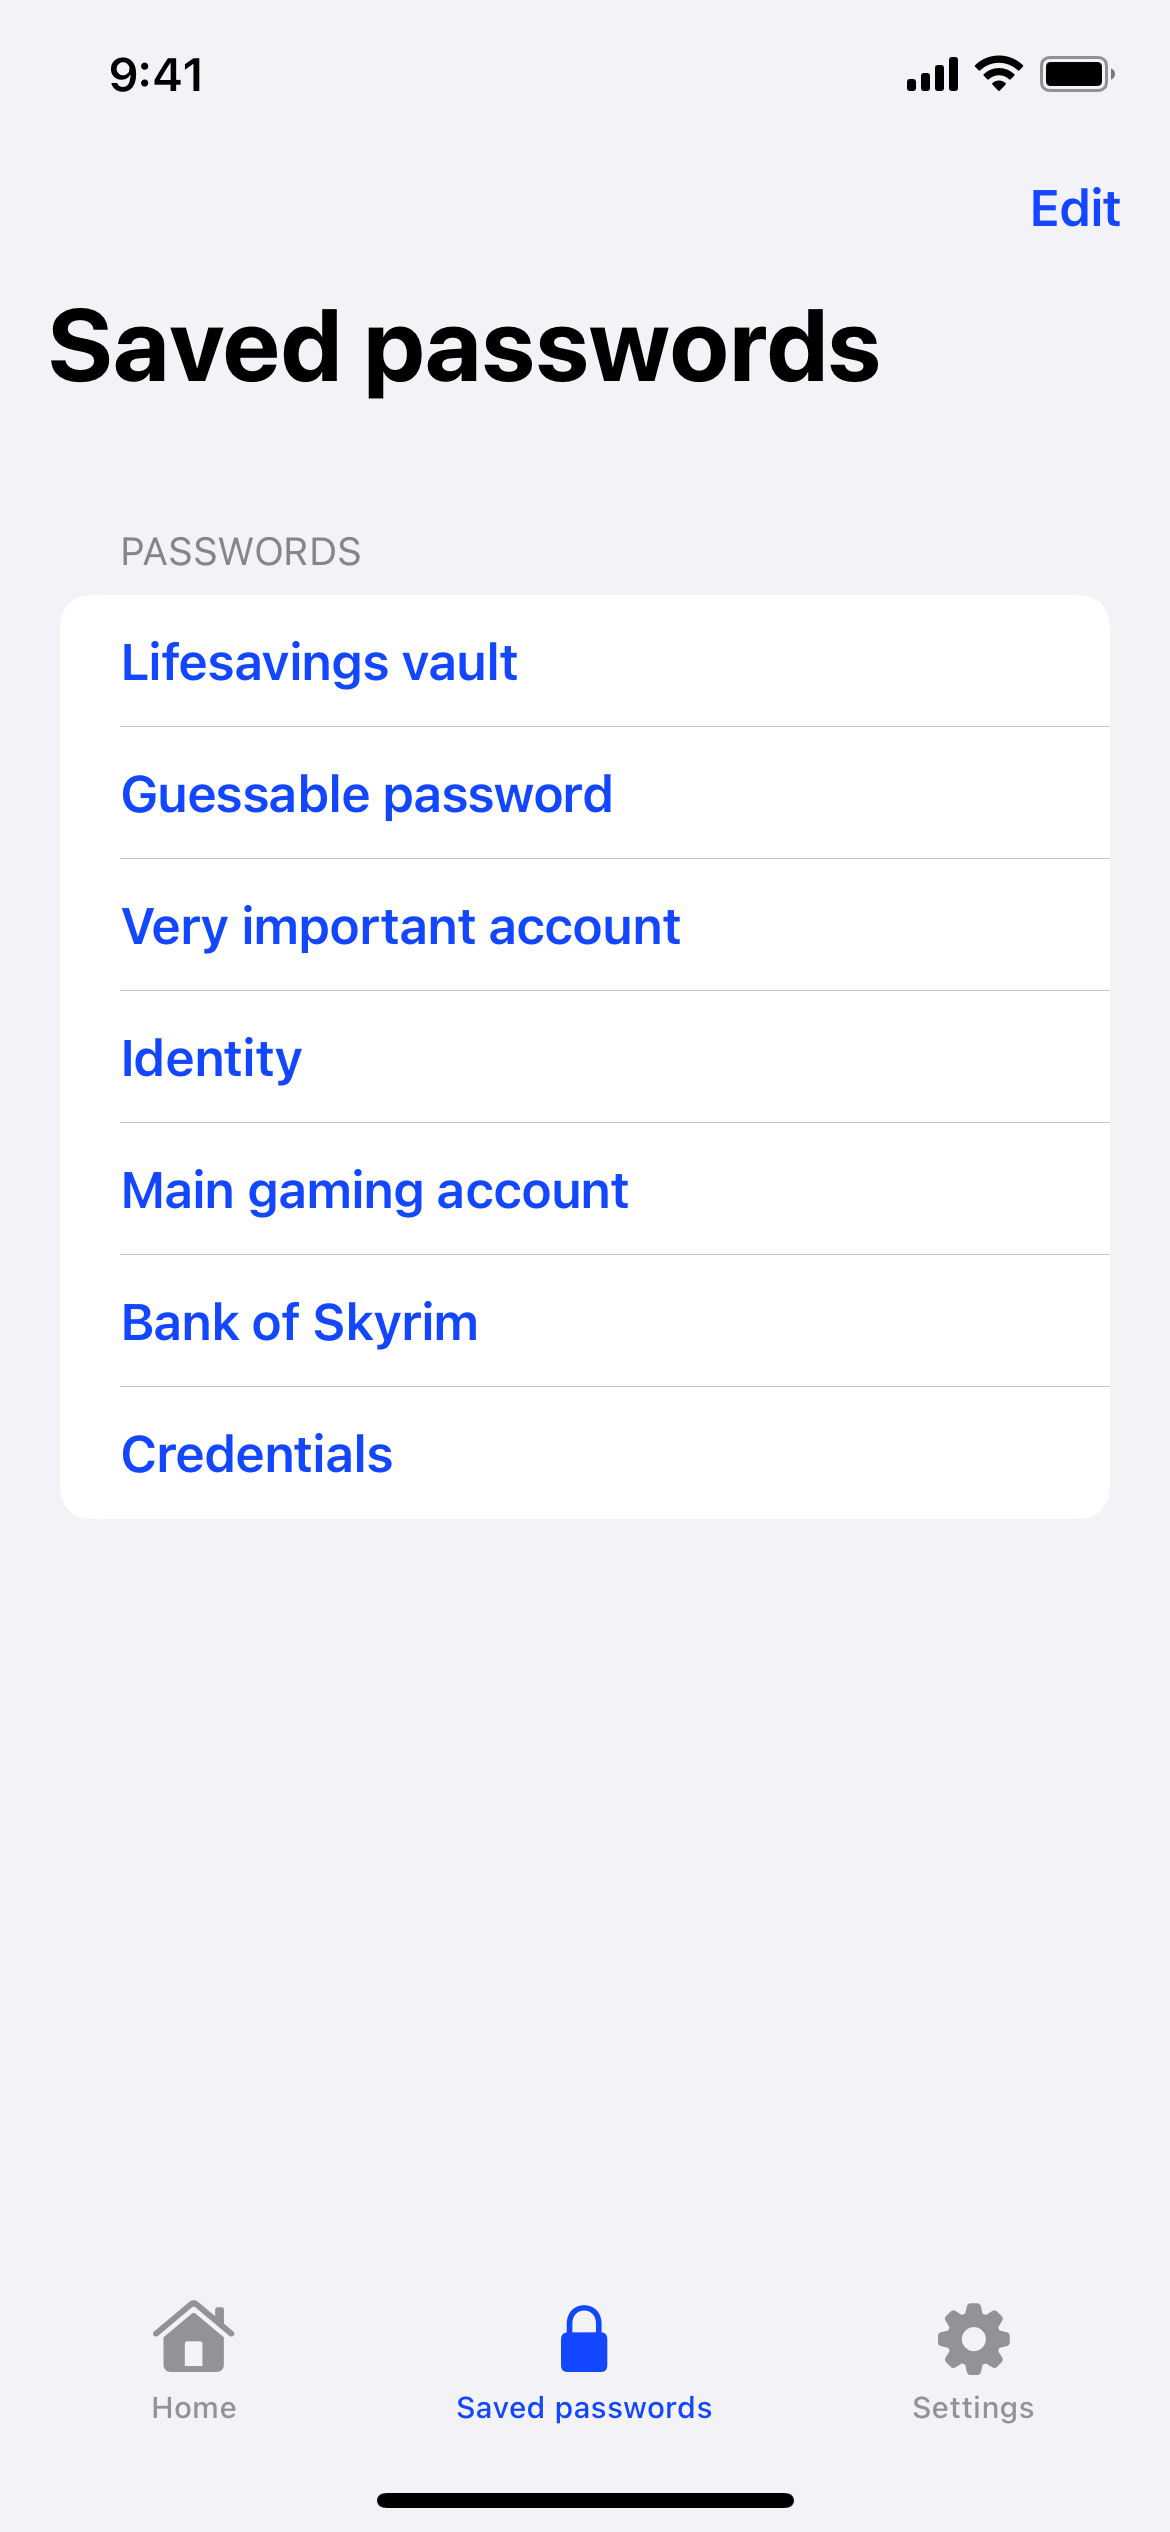 9:41
Edit
Saved passwords
PASSWORDS
Lifesavings vault
Guessable password
Very important account
Identity
Main gaming account
Bank of Skyrim
Credentials
Home
Saved passwords
Settings